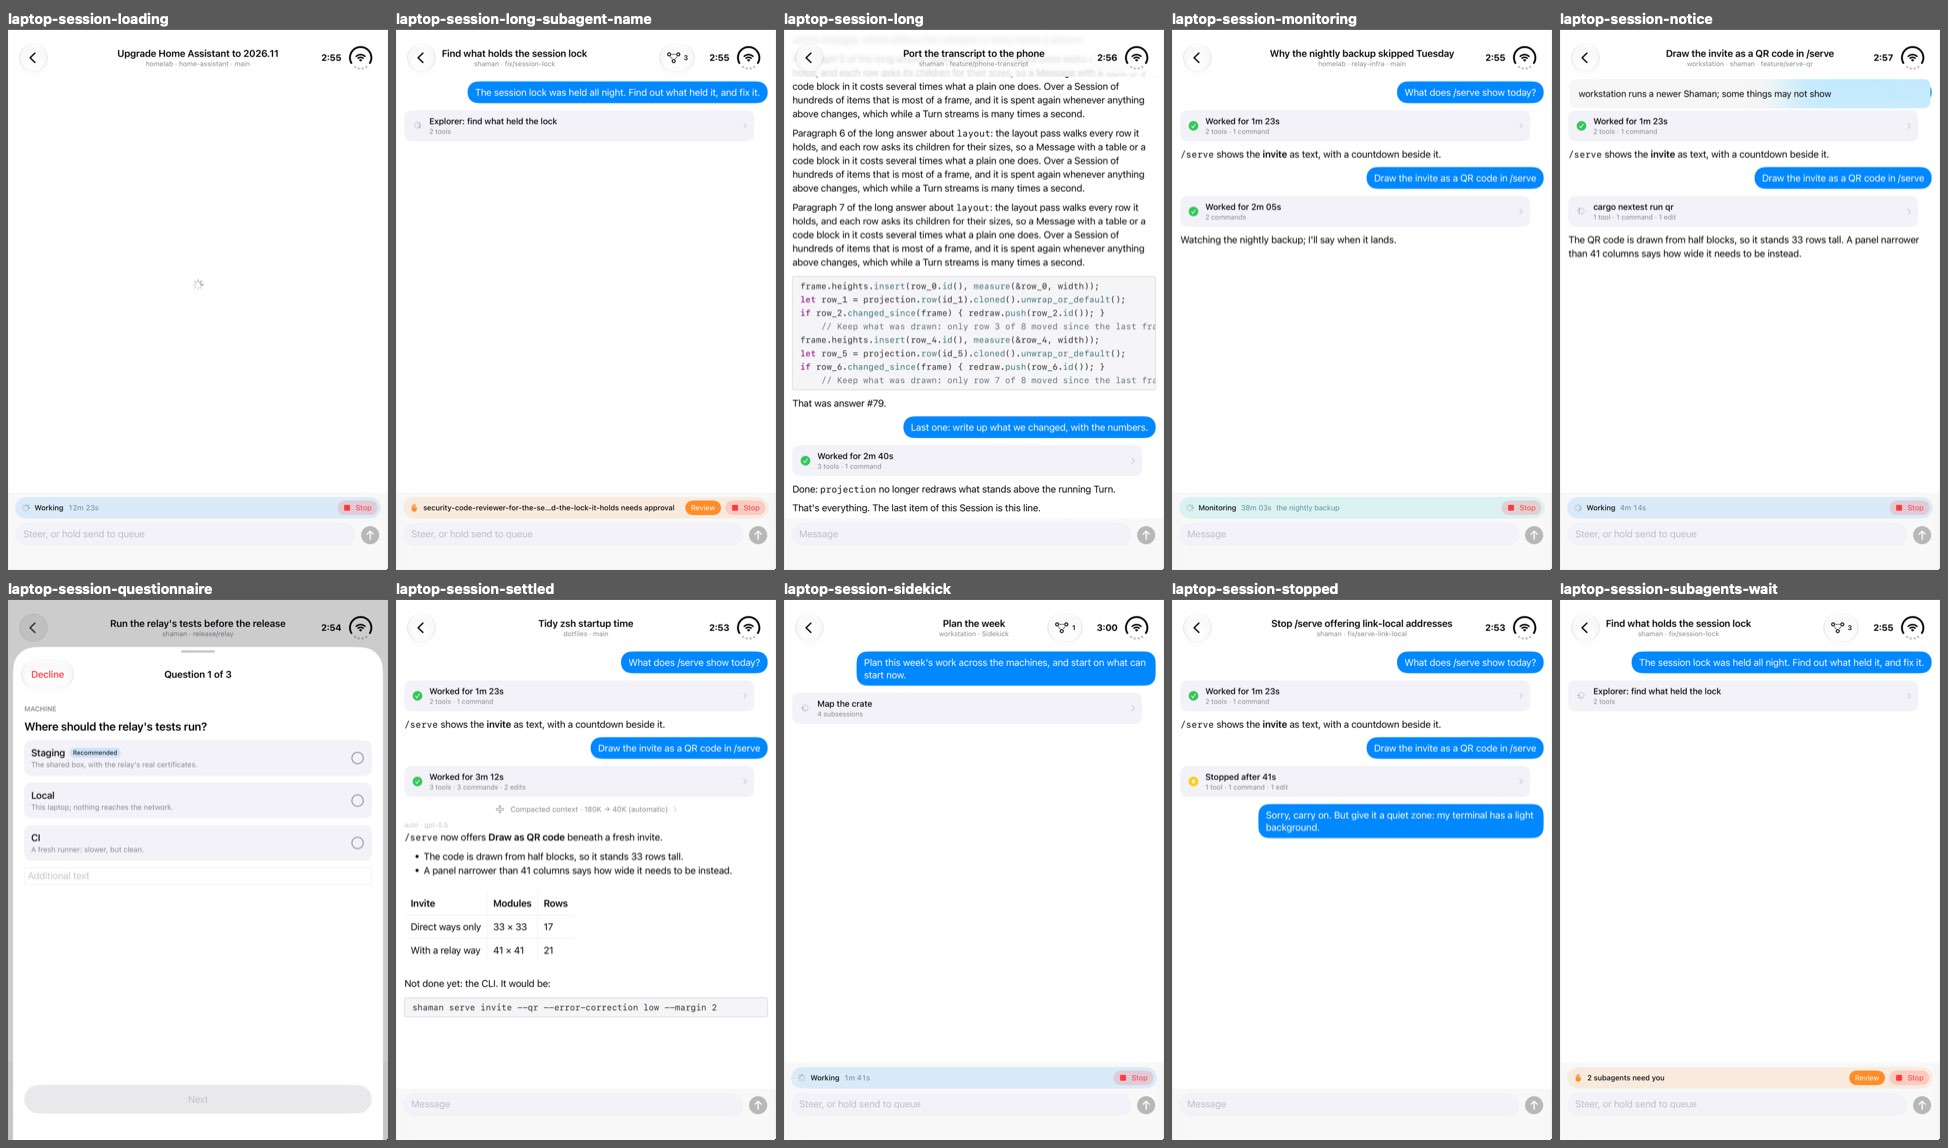 laptop-session-loading
Upgrade Home Assistant to 2026.11
homelab · home-assistant · main
2:55
Working 12m 23s
Stop
Steer, or hold send to queue
laptop-session-long-subagent-name
Find what holds the session lock
shaman · fix/session-lock
3
2:55
The session lock was held all night. Find out what held it, and fix it.
Explorer: find what held the lock
2 tools
security-code-reviewer-for-the-se...d-the-lock-it-holds needs approval
Review
Stop
Steer, or hold send to queue
laptop-session-long
Port the transcript to the phone
shaman · feature/phone-transcript
2:56
code block in it costs several times what a plain one does. Over a Session of
hundreds of items that is most of a frame, and it is spent again whenever anything
above changes, which while a Turn streams is many times a second.
Paragraph 6 of the long answer about layout: the layout pass walks every row it
holds, and each row asks its children for their sizes, so a Message with a table or a
code block in it costs several times what a plain one does. Over a Session of
hundreds of items that is most of a frame, and it is spent again whenever anything
above changes, which while a Turn streams is many times a second.
Paragraph 7 of the long answer about layout: the layout pass walks every row it
holds, and each row asks its children for their sizes, so a Message with a table or a
code block in it costs several times what a plain one does. Over a Session of
hundreds of items that is most of a frame, and it is spent again whenever anything
above changes, which while a Turn streams is many times a second.
frame.heights.insert(row_0.id(), measure(&row_0, width));
let row_1 = projection.row(id_1).cloned().unwrap_or_default();
if row_2.changed_since(frame) { redraw.push(row_2.id()); }
// Keep what was drawn: only row 3 of 8 moved since the last fra
frame.heights.insert(row_4.id(), measure(&row_4, width));
let row_5 = projection.row(id_5).cloned().unwrap_or_default();
if row_6.changed_since(frame) { redraw.push(row_6.id()); }
// Keep what was drawn: only row 7 of 8 moved since the last fra
That was answer #79.
Last one: write up what we changed, with the numbers.
Worked for 2m 40s
3 tools · 1 command
Done: projection no longer redraws what stands above the running Turn.
That's everything. The last item of this Session is this line.
Message
laptop-session-monitoring
Why the nightly backup skipped Tuesday
homelab · relay-infra · main
2:55
What does /serve show today?
Worked for 1m 23s
2 tools · 1 command
/serve shows the invite as text, with a countdown beside it.
Draw the invite as a QR code in /serve
Worked for 2m 05s
2 commands
Watching the nightly backup; I'll say when it lands.
Monitoring 38m 03s the nightly backup
Stop
Message
laptop-session-notice
Draw the invite as a QR code in /serve
workstation · shaman · feature/serve-qr
2:57
workstation runs a newer Shaman; some things may not show
Worked for 1m 23s
2 tools · 1 command
/serve shows the invite as text, with a countdown beside it.
Draw the invite as a QR code in /serve
cargo nextest run qr
1 tool · 1 command · 1 edit
The QR code is drawn from half blocks, so it stands 33 rows tall. A panel narrower
than 41 columns says how wide it needs to be instead.
Working 4m 14s
Stop
Steer, or hold send to queue
laptop-session-questionnaire
Run the relay's tests before the release
shaman · release/relay
2:54
Decline
Question 1 of 3
MACHINE
Where should the relay's tests run?
Staging Recommended
The shared box, with the relay's real certificates.
Local
This laptop; nothing reaches the network.
CI
A fresh runner: slower, but clean.
Additional text
Next
laptop-session-settled
Tidy zsh startup time
dotfiles · main
2:53
What does /serve show today?
Worked for 1m 23s
2 tools · 1 command
/serve shows the invite as text, with a countdown beside it.
Draw the invite as a QR code in /serve
Worked for 3m 12s
3 tools · 3 commands · 2 edits
Compacted context · 180K → 40K (automatic)
auto · gpt-5.5
/serve now offers Draw as QR code beneath a fresh invite.
• The code is drawn from half blocks, so it stands 33 rows tall.
• A panel narrower than 41 columns says how wide it needs to be instead.
Invite Modules Rows
Direct ways only 33 × 33 17
With a relay way 41 × 41 21
Not done yet: the CLI. It would be:
shaman serve invite --qr --error-correction low --margin 2
Message
laptop-session-sidekick
Plan the week
workstation · Sidekick
1
3:00
Plan this week's work across the machines, and start on what can
start now.
Map the crate
4 subsessions
Working 1m 41s
Stop
Steer, or hold send to queue
laptop-session-stopped
Stop /serve offering link-local addresses
shaman · fix/serve-link-local
2:53
What does /serve show today?
Worked for 1m 23s
2 tools · 1 command
/serve shows the invite as text, with a countdown beside it.
Draw the invite as a QR code in /serve
Stopped after 41s
1 tool · 1 command · 1 edit
Sorry, carry on. But give it a quiet zone: my terminal has a light
background.
Message
laptop-session-subagents-wait
Find what holds the session lock
shaman · fix/session-lock
3
2:55
The session lock was held all night. Find out what held it, and fix it.
Explorer: find what held the lock
2 tools
2 subagents need you
Review
Stop
Steer, or hold send to queue